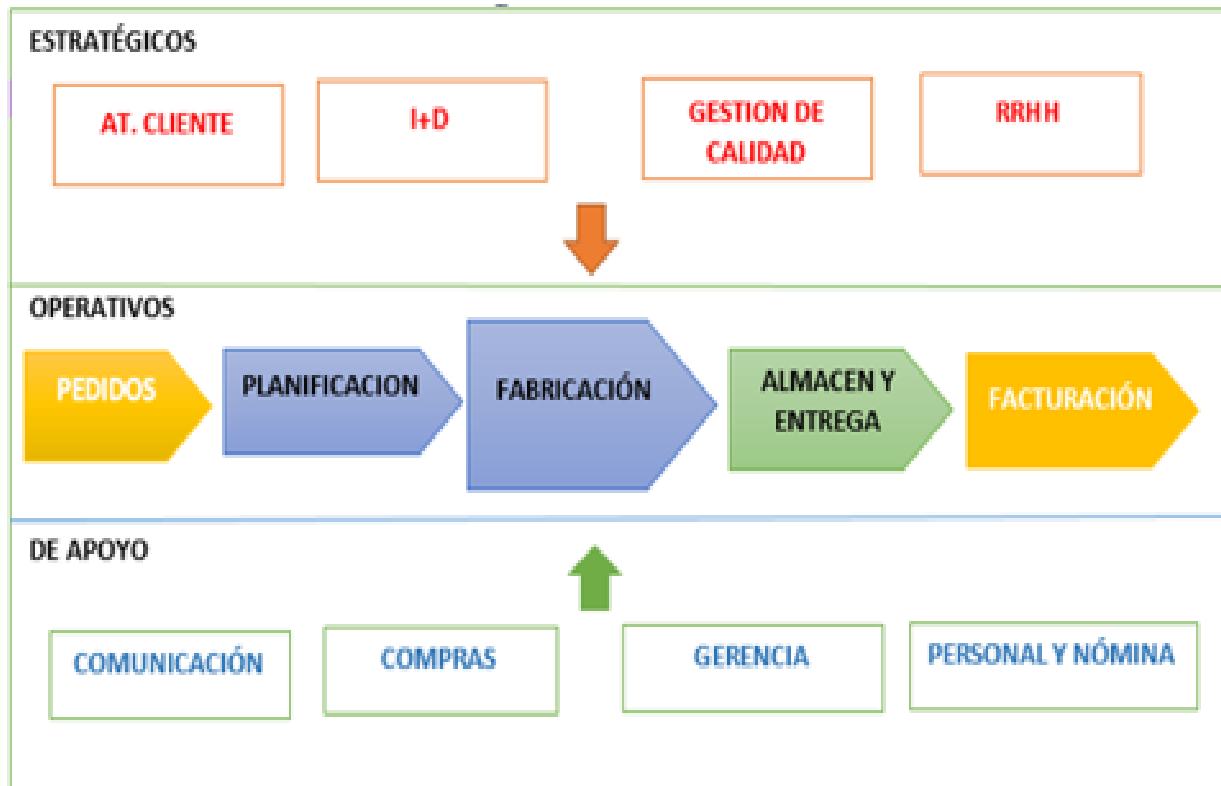 ESTRATÉGICOS
AT. CLIENTE
I+D
GESTION DE
CALIDAD
RRHH
OPERATIVOS
PEDIDOS
PLANIFICACION
FABRICACIÓN
ALMACEN Y
ENTREGA
FACTURACIÓN
DE APOYO
COMUNICACIÓN
COMPRAS
GERENCIA
PERSONAL Y NÓMINA